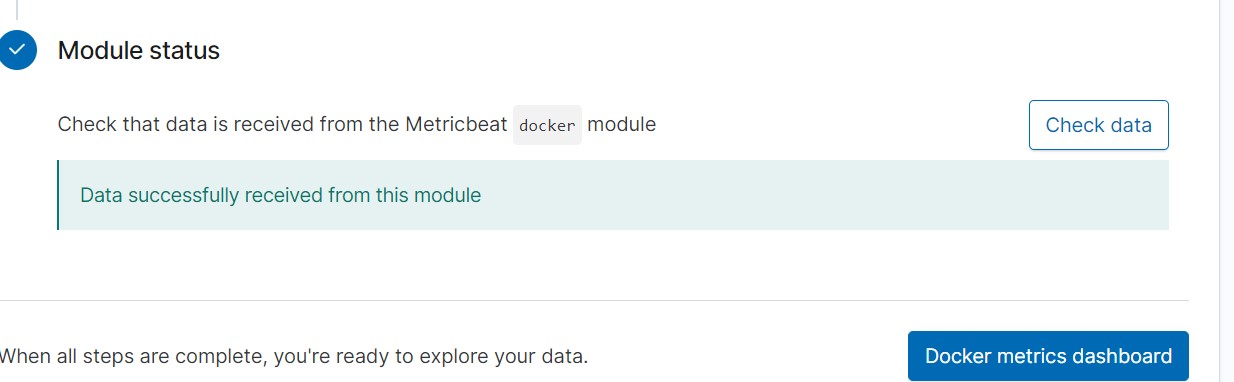 Module status
Check that data is received from the Metricbeat docker module
Check data
Data successfully received from this module
When all steps are complete, you're ready to explore your data.
Docker metrics dashboard